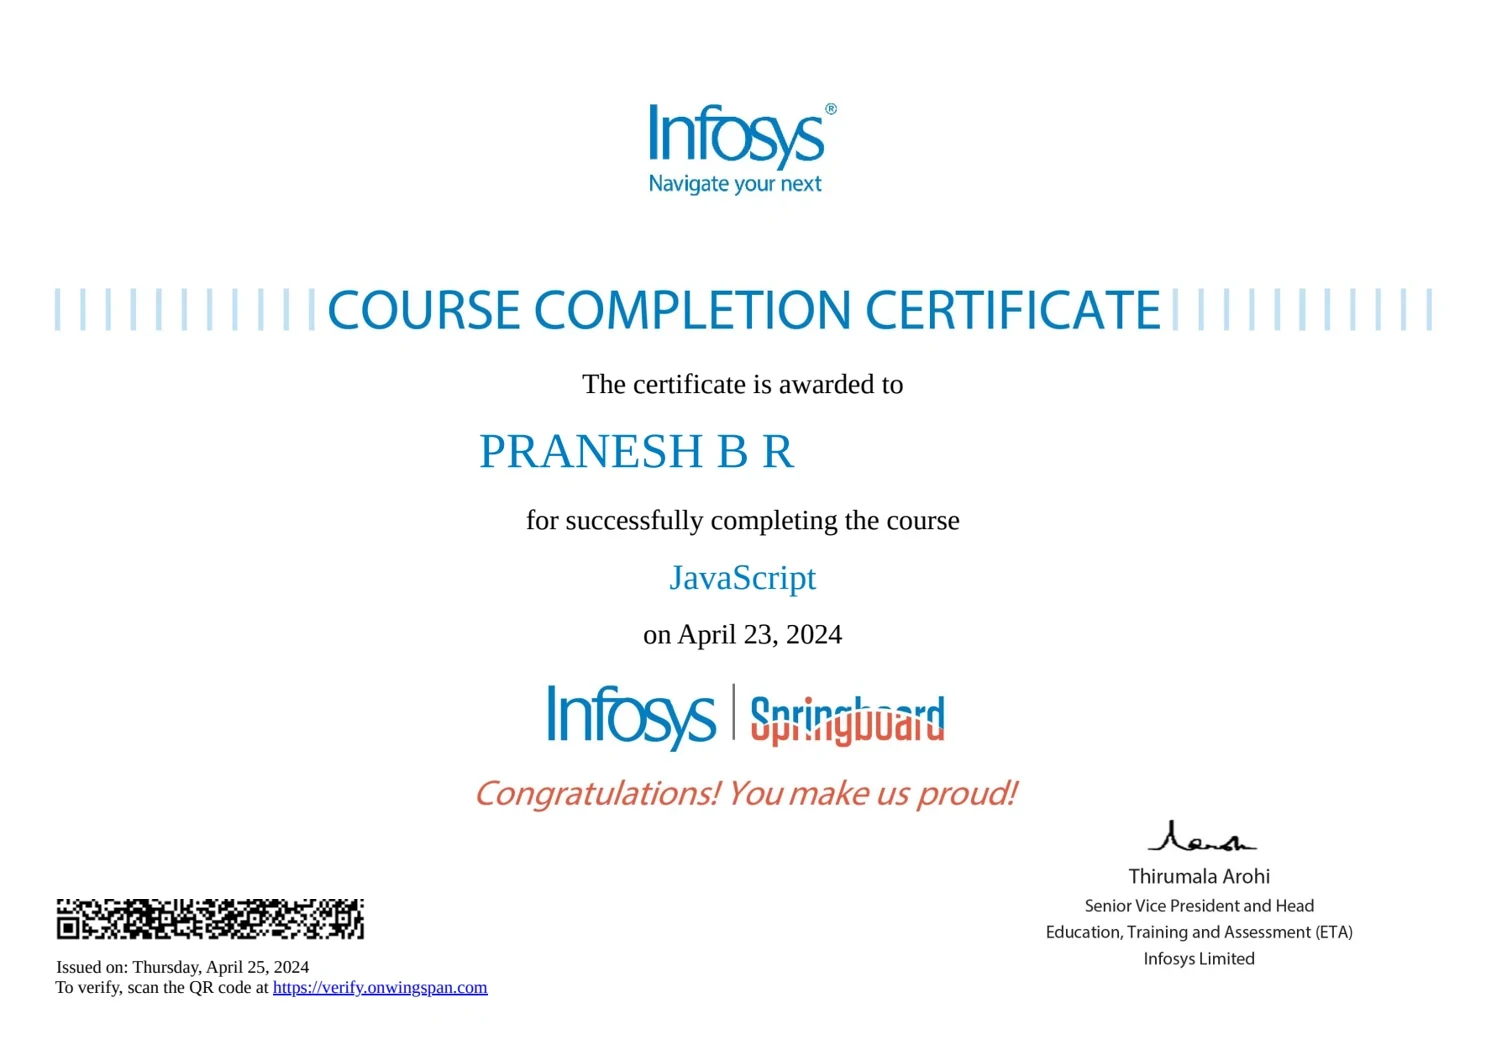 Infosys®
Navigate your next
COURSE COMPLETION CERTIFICATE
The certificate is awarded to
PRANESH B R
for successfully completing the course
JavaScript
on April 23, 2024
Infosys | Springboard
Congratulations! You make us proud!
Thirumala Arohi
Senior Vice President and Head
Education, Training and Assessment (ETA)
Infosys Limited
Issued on: Thursday, April 25, 2024
To verify, scan the QR code at https://verify.onwingspan.com